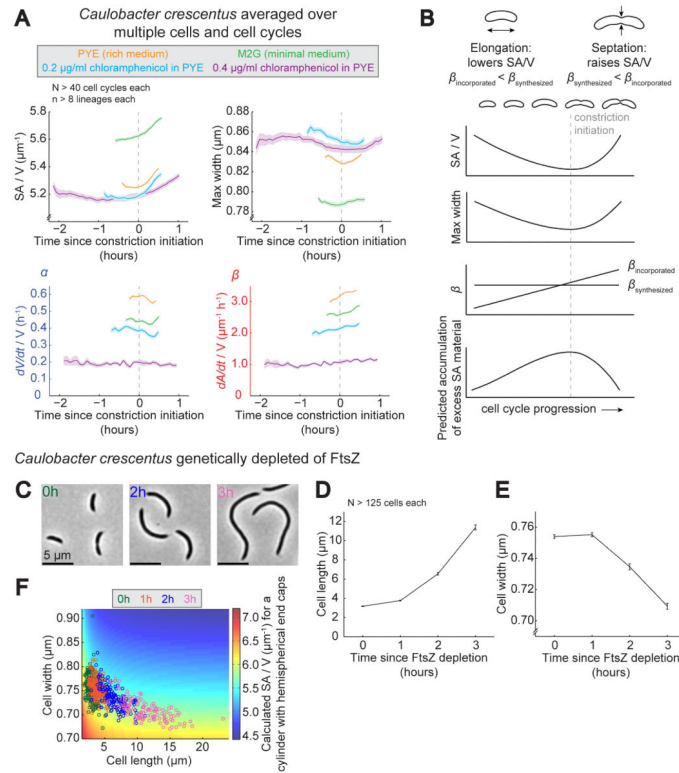 A
Caulobacter crescentus averaged over
multiple cells and cell cycles
PYE (rich medium)
M2G (minimal medium)
0.2 µg/ml chloramphenicol in PYE
0.4 µg/ml chloramphenicol in PYE
N > 40 cell cycles each
n > 8 lineages each
SA / V (µm⁻¹)
5.8
5.6
5.4
5.2
−2
−1
0
1
Time since constriction initiation
(hours)
Max width (µm)
0.86
0.84
0.82
0.80
0.78
−2
−1
0
1
Time since constriction initiation
(hours)
α
dV/dt / V (h⁻¹)
0.6
0.5
0.4
0.3
0.2
0.1
0
−2
−1
0
1
Time since constriction initiation
(hours)
β
dA/dt / V (µm⁻¹ h⁻¹)
3.0
2.0
1.0
0
−2
−1
0
1
Time since constriction initiation
(hours)
B
Elongation:
lowers SA/V
βincorporated < βsynthesized
Septation:
raises SA/V
βsynthesized < βincorporated
constriction
initiation
SA / V
Max width
β
βincorporated
βsynthesized
Predicted accumulation
of excess SA material
cell cycle progression
Caulobacter crescentus genetically depleted of FtsZ
C
0h
5 µm
2h
3h
D
N > 125 cells each
Cell length (µm)
12
10
8
6
4
2
0
0
1
2
3
Time since FtsZ depletion
(hours)
E
Cell width (µm)
0.76
0.74
0.72
0.70
0
1
2
3
Time since FtsZ depletion
(hours)
F
0h 1h 2h 3h
Cell width (µm)
0.90
0.85
0.80
0.75
0.70
5
10
15
20
Cell length (µm)
7.0
6.5
6.0
5.5
5.0
4.5
Calculated SA / V (µm⁻¹) for a
cylinder with hemispherical end caps